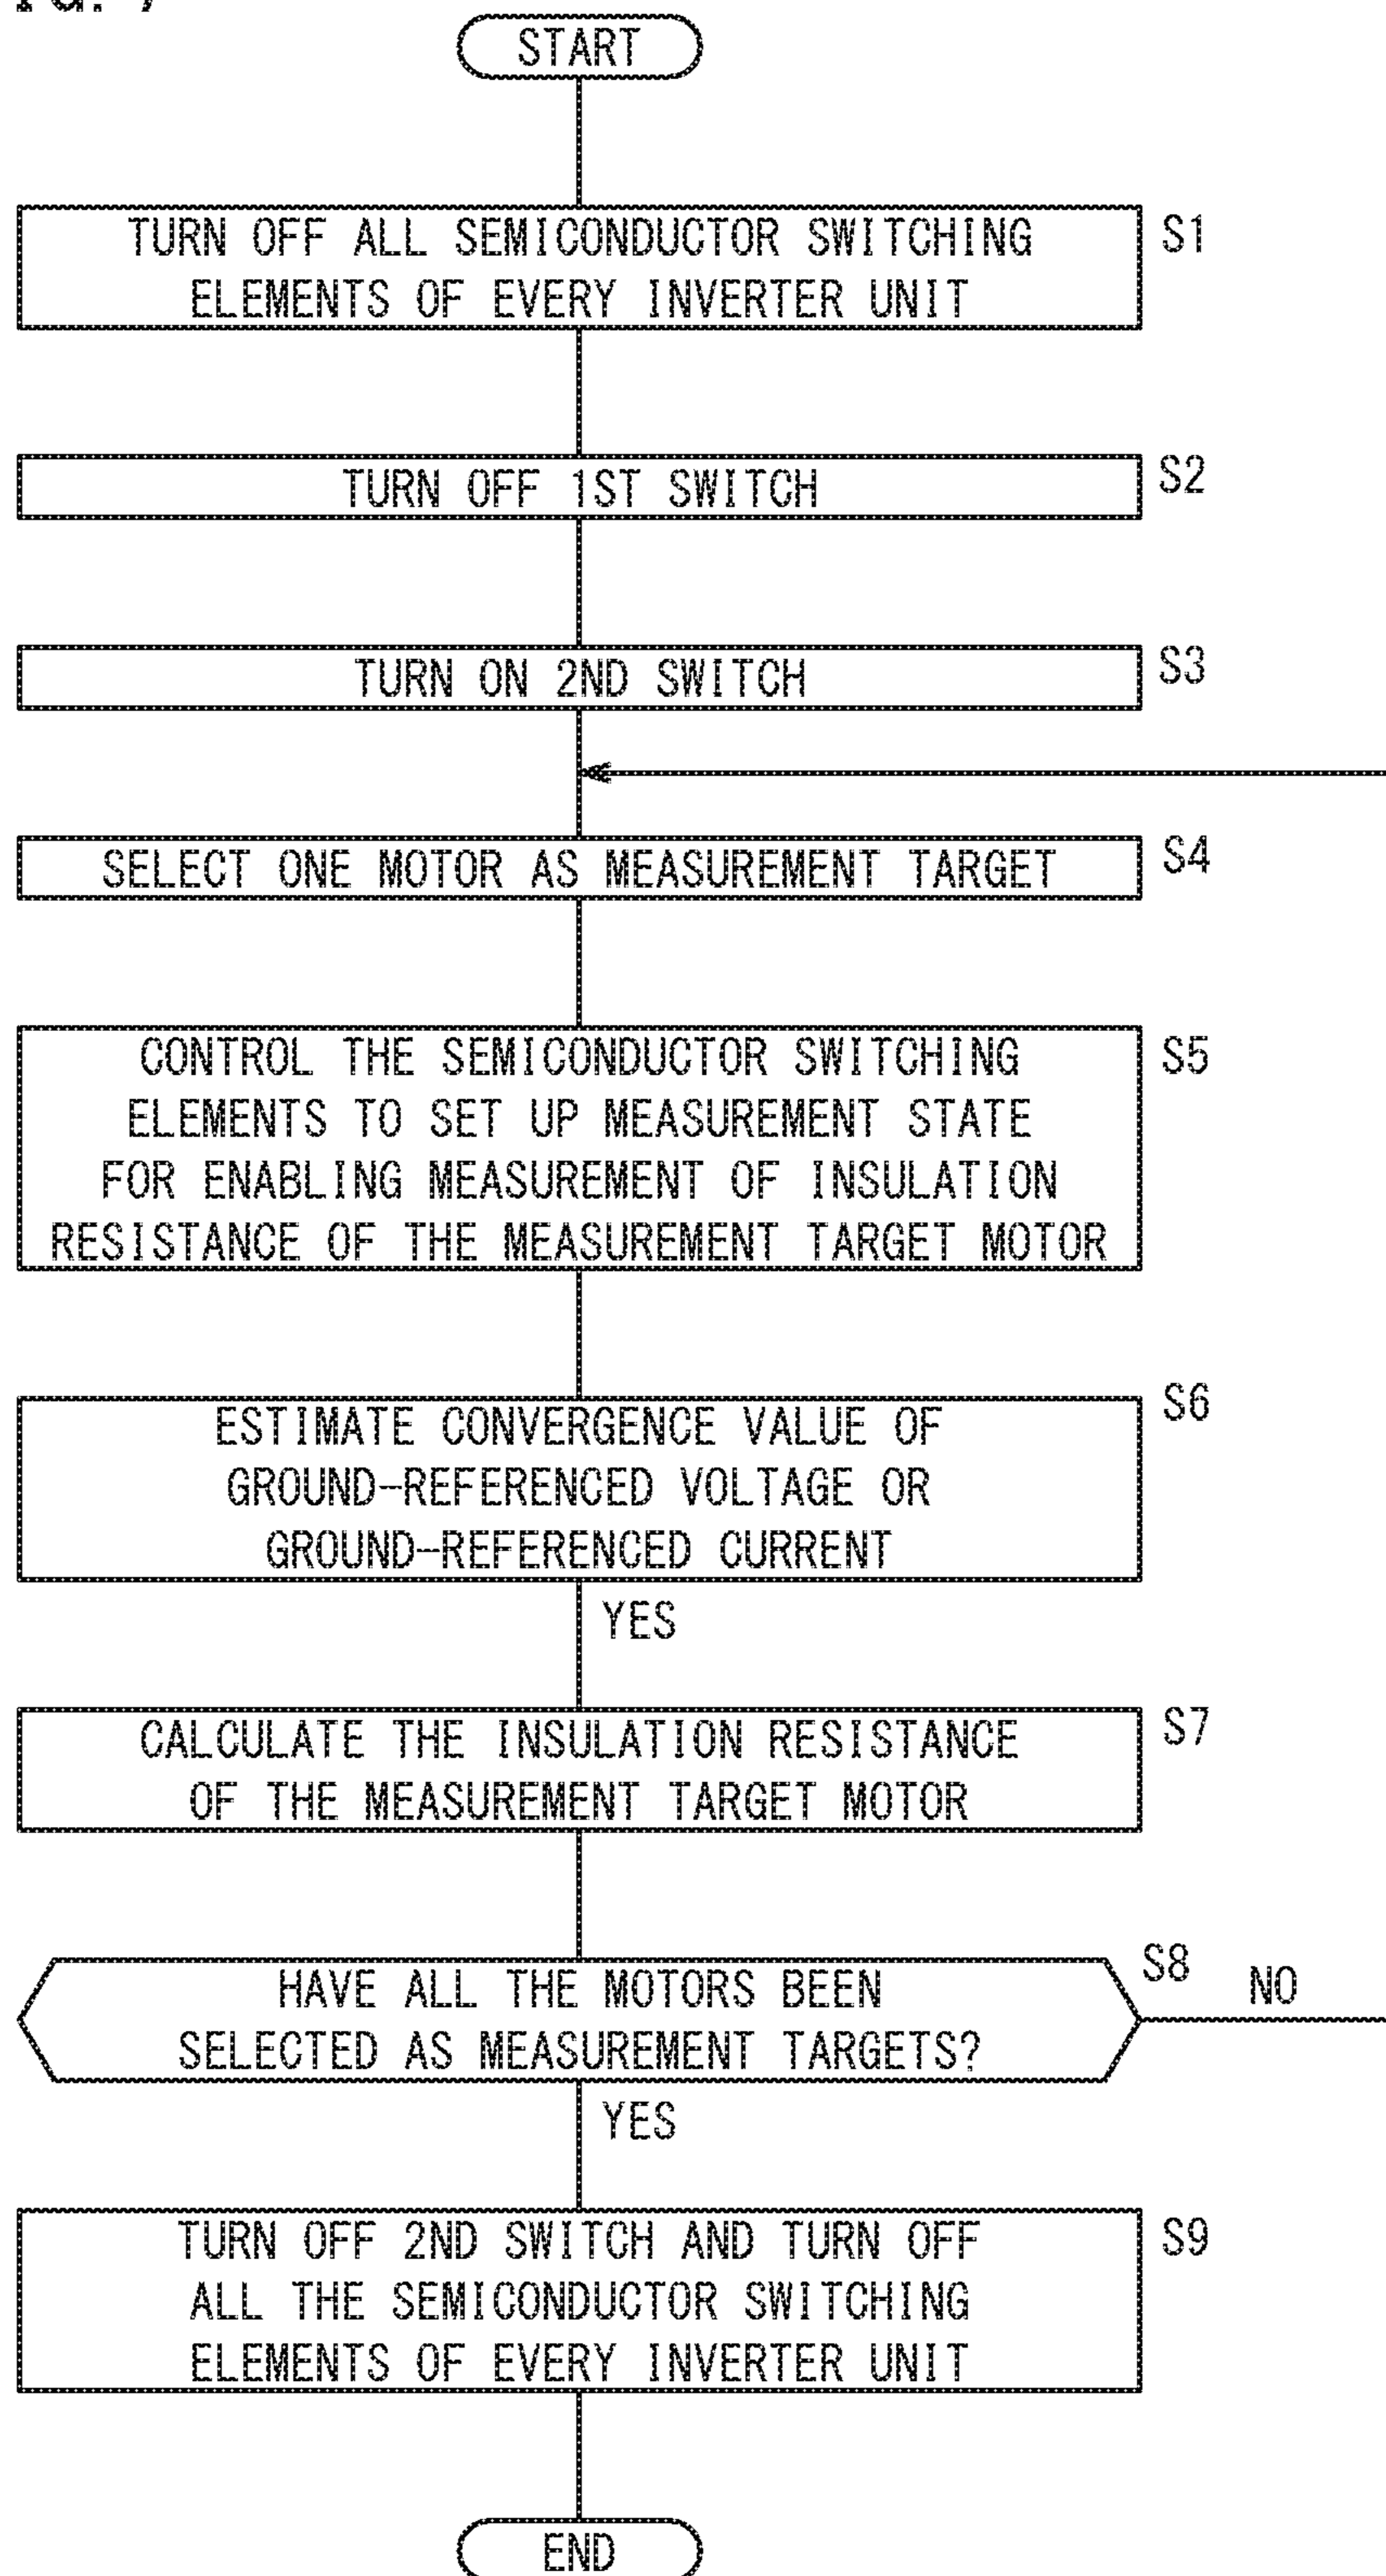 START
TURN OFF ALL SEMICONDUCTOR SWITCHING
ELEMENTS OF EVERY INVERTER UNIT
S1
TURN OFF 1ST SWITCH
S2
TURN ON 2ND SWITCH
S3
SELECT ONE MOTOR AS MEASUREMENT TARGET
S4
CONTROL THE SEMICONDUCTOR SWITCHING
ELEMENTS TO SET UP MEASUREMENT STATE
FOR ENABLING MEASUREMENT OF INSULATION
RESISTANCE OF THE MEASUREMENT TARGET MOTOR
S5
ESTIMATE CONVERGENCE VALUE OF
GROUND-REFERENCED VOLTAGE OR
GROUND-REFERENCED CURRENT
S6
YES
CALCULATE THE INSULATION RESISTANCE
OF THE MEASUREMENT TARGET MOTOR
S7
HAVE ALL THE MOTORS BEEN
SELECTED AS MEASUREMENT TARGETS?
S8
NO
YES
TURN OFF 2ND SWITCH AND TURN OFF
ALL THE SEMICONDUCTOR SWITCHING
ELEMENTS OF EVERY INVERTER UNIT
S9
END